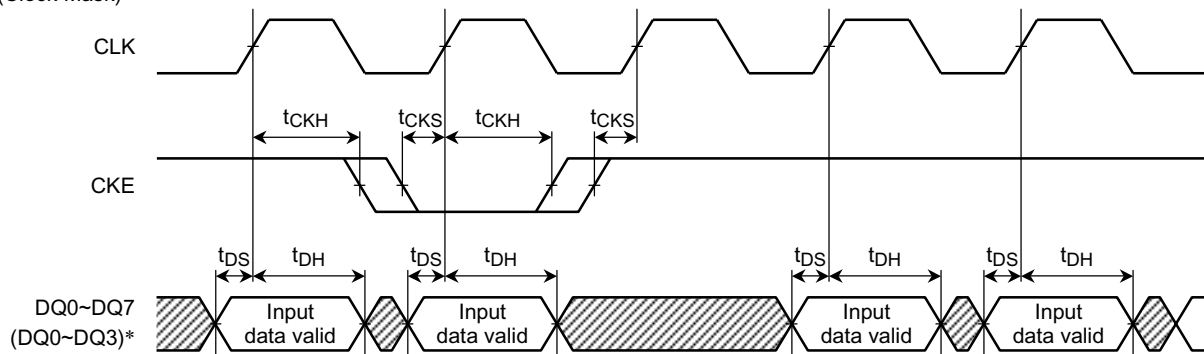 (Clock Mask)
CLK
tCKH tCKS tCKH tCKS
CKE
tDS tDH tDS tDH tDS tDH tDS tDH
DQ0~DQ7
(DQ0~DQ3)*
Input data valid
Input data valid
Input data valid
Input data valid